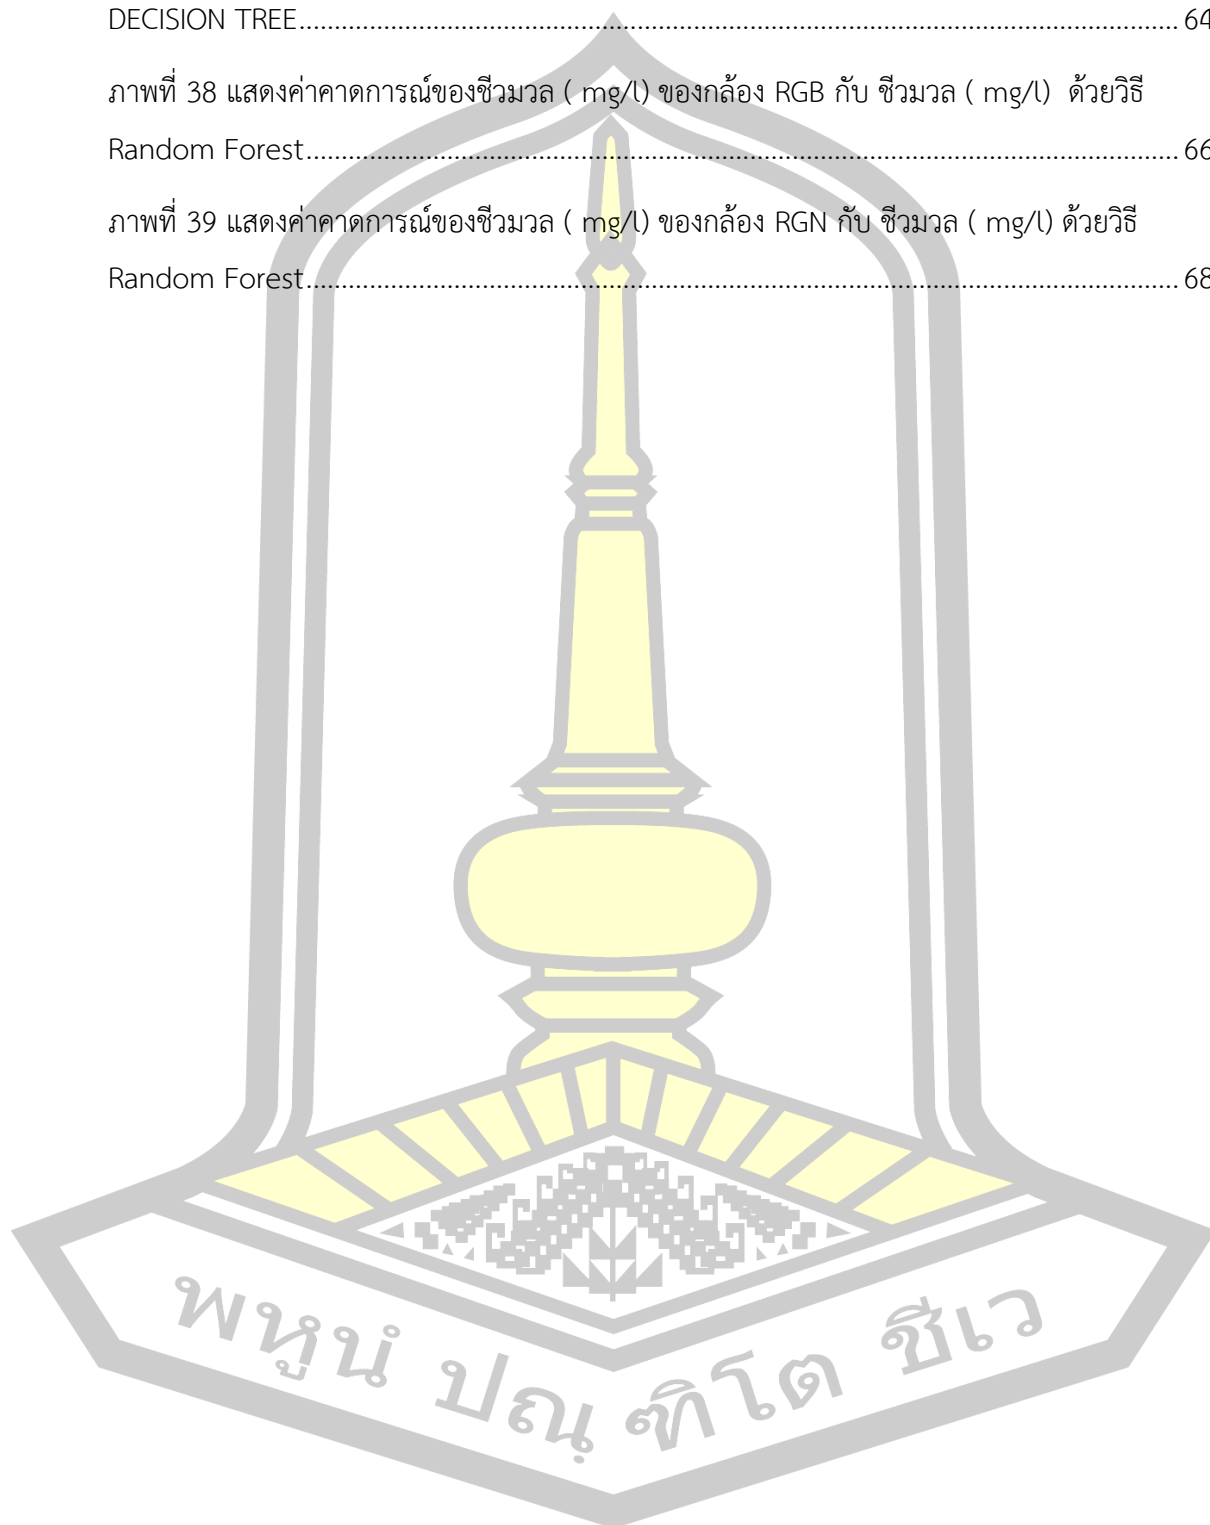 DECISION TREE.......................................................................................................................... 64
ภาพที่ 38 แสดงค่าคาดการณ์ของชีวมวล ( mg/l) ของกล้อง RGB กับ ชีวมวล ( mg/l) ด้วยวิธี
Random Forest......................................................................................................................... 66
ภาพที่ 39 แสดงค่าคาดการณ์ของชีวมวล ( mg/l) ของกล้อง RGN กับ ชีวมวล ( mg/l) ด้วยวิธี
Random Forest......................................................................................................................... 68
พหูนํ ปณฺฑิโต ชีเว